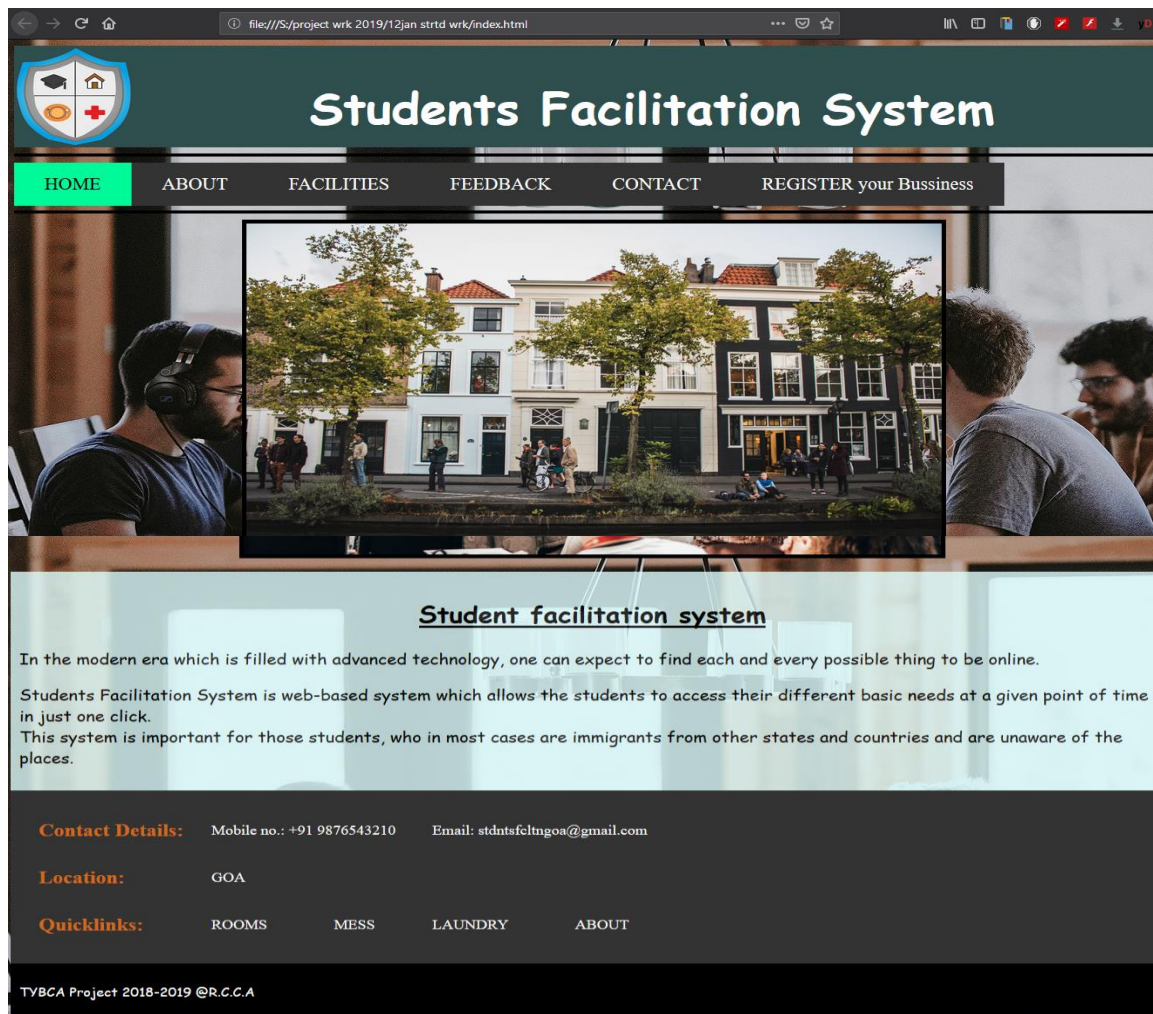 file:///S:/project wrk 2019/12jan strtd wrk/index.html
Students Facilitation System
HOME ABOUT FACILITIES FEEDBACK CONTACT REGISTER your Bussiness
Student facilitation system
In the modern era which is filled with advanced technology, one can expect to find each and every possible thing to be online.
Students Facilitation System is web-based system which allows the students to access their different basic needs at a given point of time
in just one click.
This system is important for those students, who in most cases are immigrants from other states and countries and are unaware of the
places.
Contact Details: Mobile no.: +91 9876543210 Email: stdntsfcltngoa@gmail.com
Location: GOA
Quicklinks: ROOMS MESS LAUNDRY ABOUT
TYBCA Project 2018-2019 @R.C.C.A